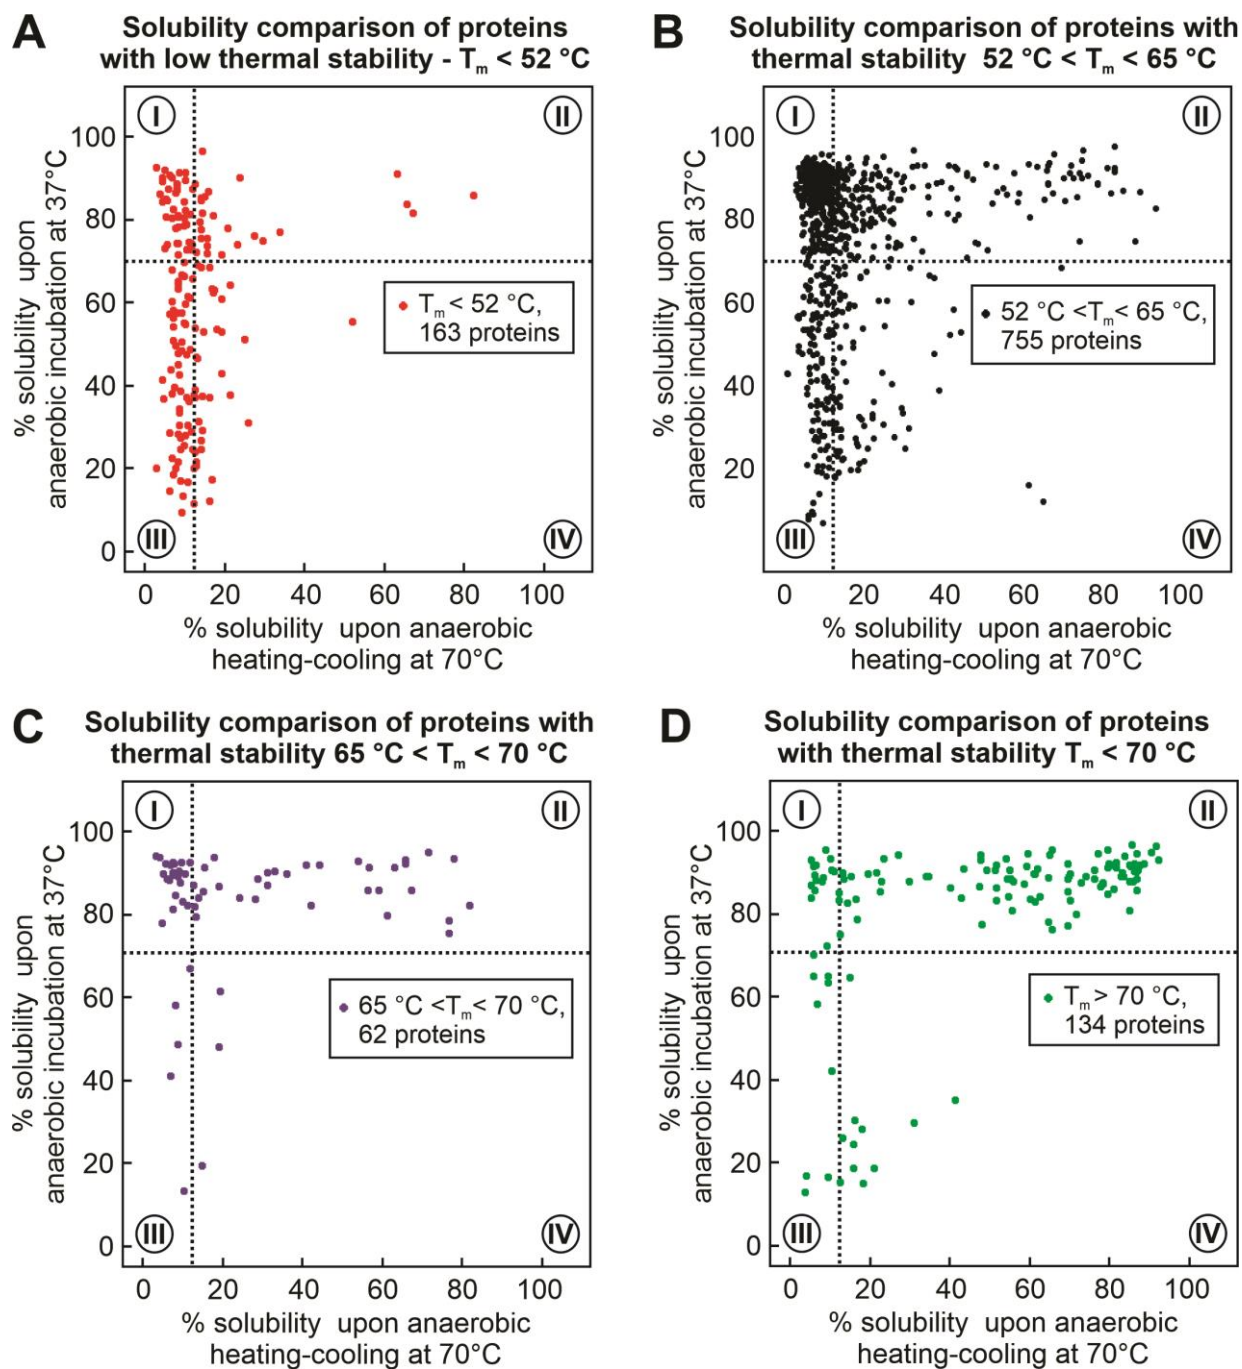 A
Solubility comparison of proteins
with low thermal stability - Tm < 52 °C
I
II
100
80
60
40
20
0
% solubility upon
anaerobic incubation at 37°C
Tm < 52 °C,
163 proteins
III
IV
0 20 40 60 80 100
% solubility upon anaerobic
heating-cooling at 70°C
B
Solubility comparison of proteins with
thermal stability 52 °C < Tm < 65 °C
I
II
100
80
60
40
20
% solubility upon
anaerobic incubation at 37°C
52 °C <Tm< 65 °C,
755 proteins
III
IV
0 20 40 60 80 100
% solubility upon anaerobic
heating-cooling at 70°C
C
Solubility comparison of proteins with
thermal stability 65 °C < Tm < 70 °C
I
II
100
80
60
40
20
0
% solubility upon
anaerobic incubation at 37°C
65 °C <Tm< 70 °C,
62 proteins
III
IV
0 20 40 60 80 100
% solubility upon anaerobic
heating-cooling at 70°C
D
Solubility comparison of proteins
with thermal stability Tm < 70 °C
I
II
100
80
60
40
20
0
% solubility upon
anaerobic incubation at 37°C
Tm > 70 °C,
134 proteins
III
IV
0 20 40 60 80 100
% solubility upon anaerobic
heating-cooling at 70°C